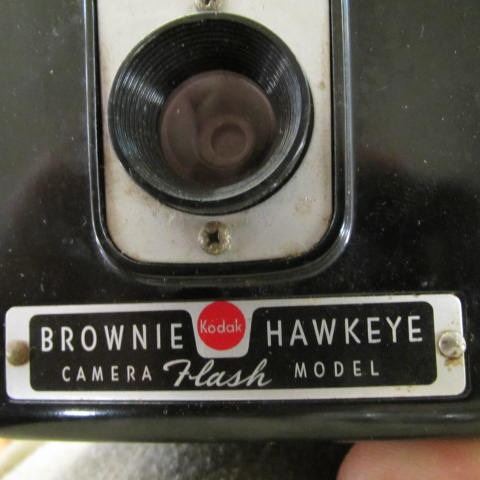 BROWNIE Kodak HAWKEYE
CAMERA Flash MODEL